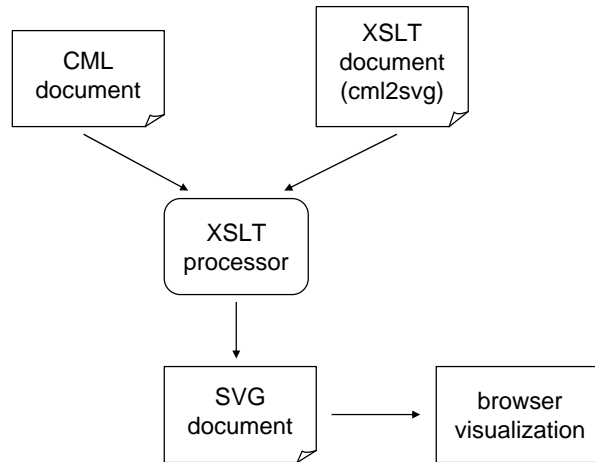 CML
document
XSLT
document
(cml2svg)
XSLT
processor
SVG
document
browser
visualization